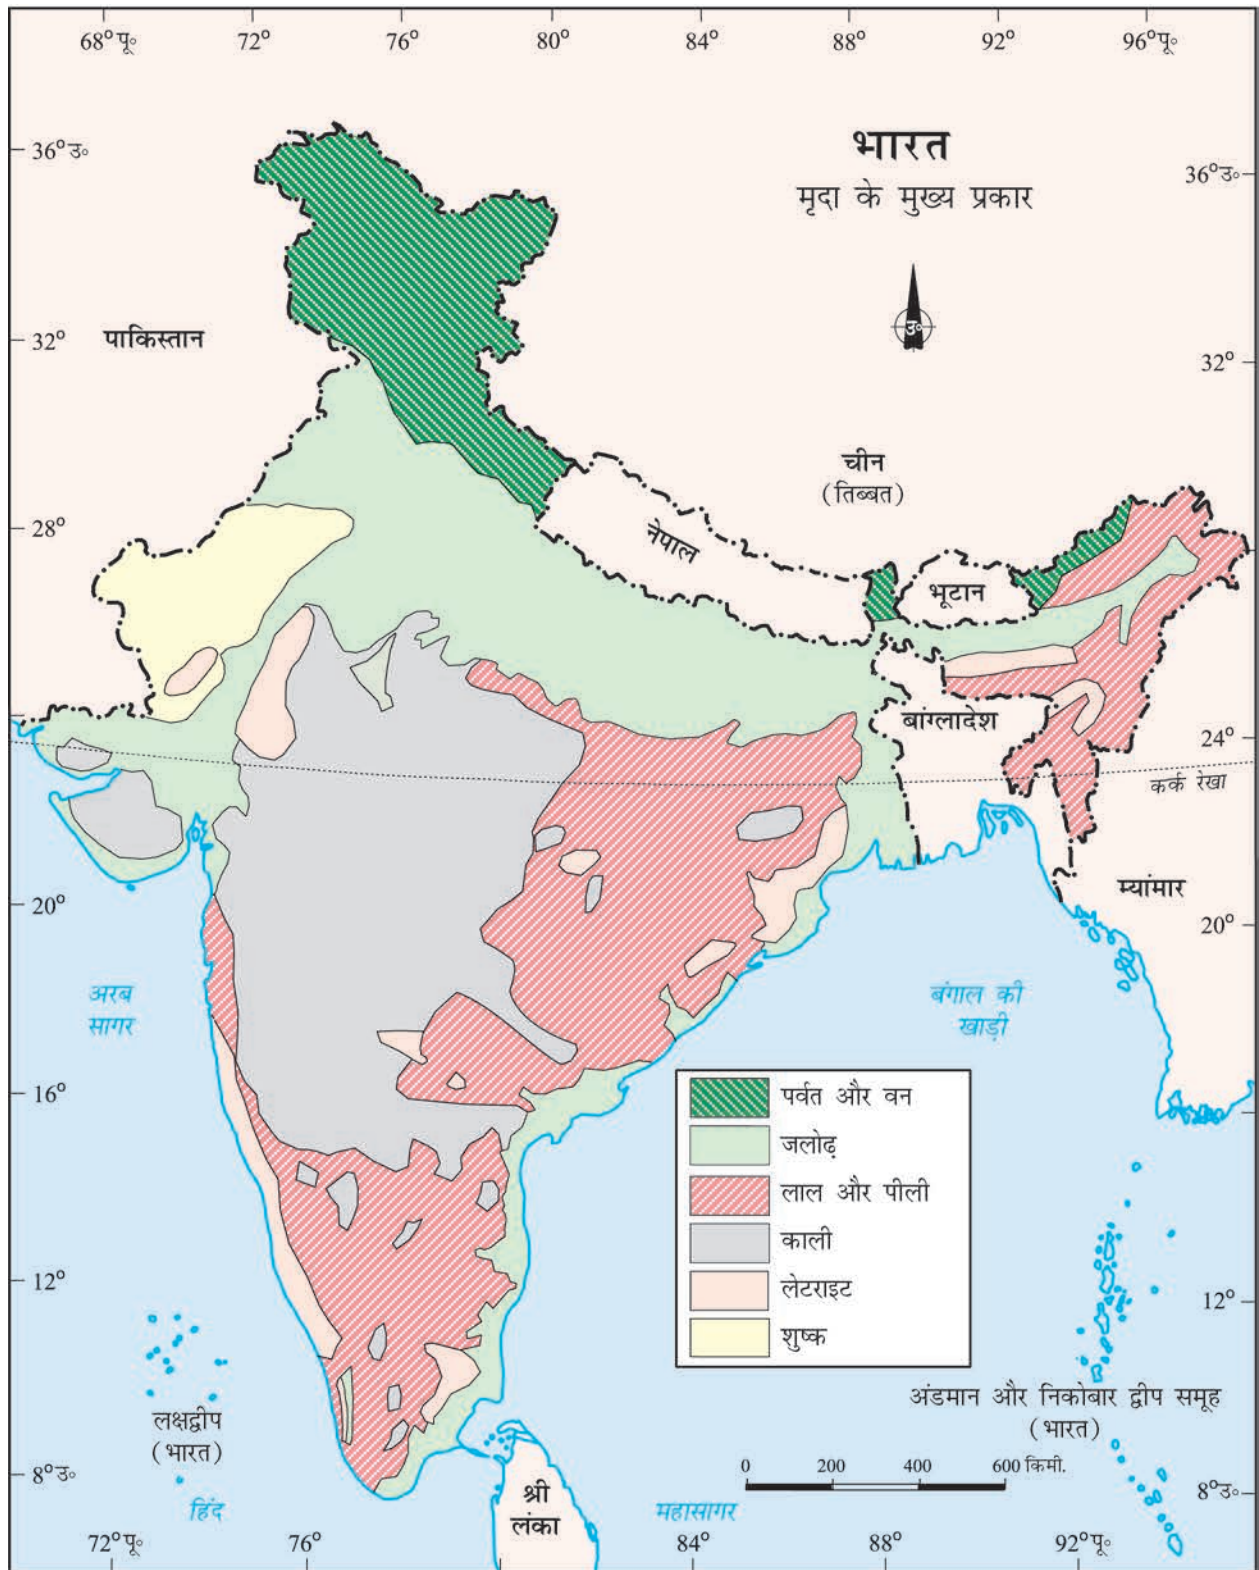 68°पू॰ 72° 76° 80° 84° 88° 92° 96°पू॰
भारत
मृदा के मुख्य प्रकार
36°उ॰
36°उ॰
उ॰
पाकिस्तान
32°
32°
चीन
(तिब्बत)
28°
नेपाल
भूटान
बांग्लादेश
24°
कर्क रेखा
म्यांमार
20°
20°
अरब
सागर
बंगाल की
खाड़ी
16°
पर्वत और वन
जलोढ़
लाल और पीली
काली
लेटराइट
शुष्क
12°
12°
अंडमान और निकोबार द्वीप समूह
(भारत)
लक्षद्वीप
(भारत)
0 200 400 600 किमी.
8°उ॰
8°उ॰
श्री
लंका
हिंद
महासागर
72°पू॰ 76° 84° 88° 92°पू॰